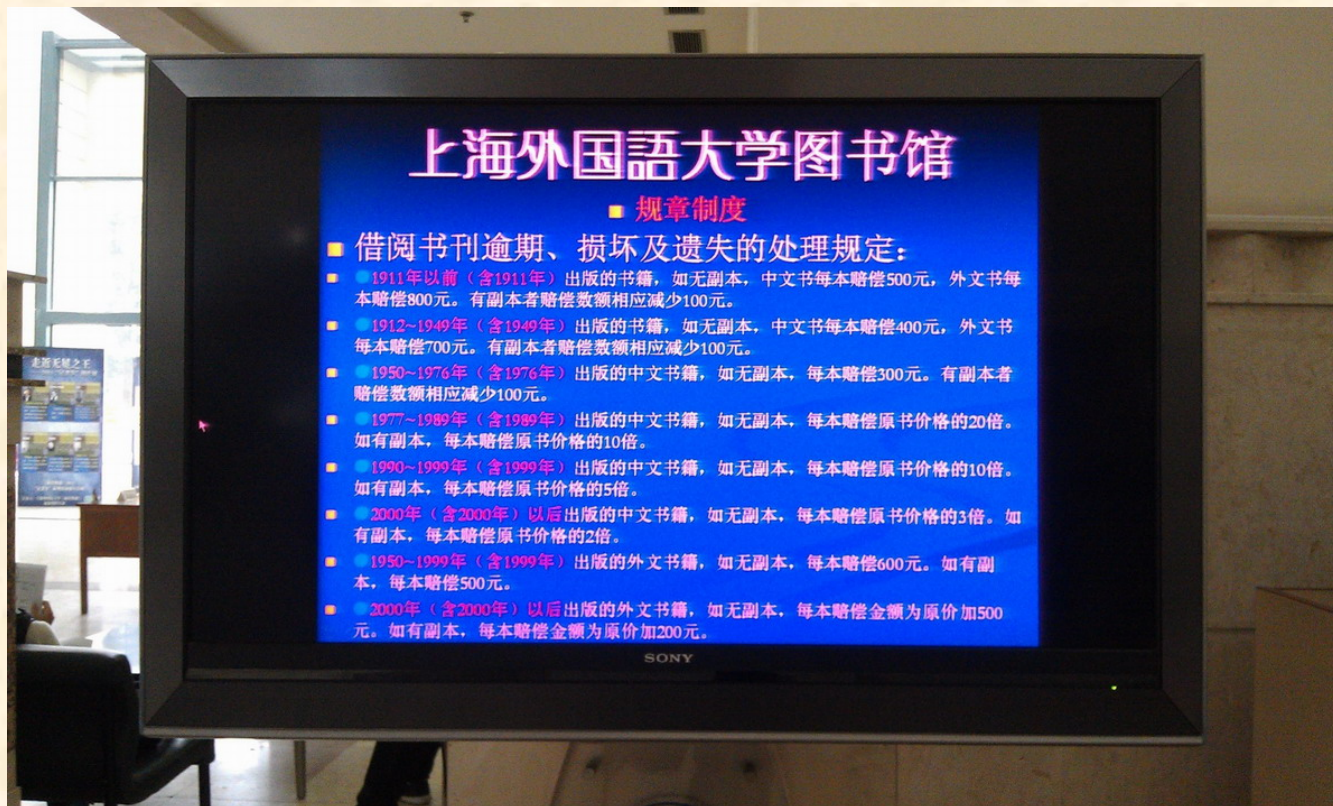 上海外国語大学图书馆
规章制度
借阅书刊逾期、损坏及遗失的处理规定：
1911年以前（含1911年）出版的书籍，如无副本，中文书每本赔偿500元，外文书每
本赔偿800元。有副本者赔偿数额相应减少100元。
1912~1949年（含1949年）出版的书籍，如无副本，中文书每本赔偿400元，外文书
每本赔偿700元。有副本者赔偿数额相应减少100元。
1950~1976年（含1976年）出版的中文书籍，如无副本，每本赔偿300元。有副本者
赔偿数额相应减少100元。
1977~1989年（含1989年）出版的中文书籍，如无副本，每本赔偿原书价格的20倍。
如有副本，每本赔偿原书价格的10倍。
1990~1999年（含1999年）出版的中文书籍，如无副本，每本赔偿原书价格的10倍。
如有副本，每本赔偿原书价格的5倍。
2000年（含2000年）以后出版的中文书籍，如无副本，每本赔偿原书价格的3倍。如
有副本，每本赔偿原书价格的2倍。
1950~1999年（含1999年）出版的外文书籍，如无副本，每本赔偿600元。如有副
本，每本赔偿500元。
2000年（含2000年）以后出版的外文书籍，如无副本，每本赔偿金额为原价加500
元。如有副本，每本赔偿金额为原价加200元。
SONY